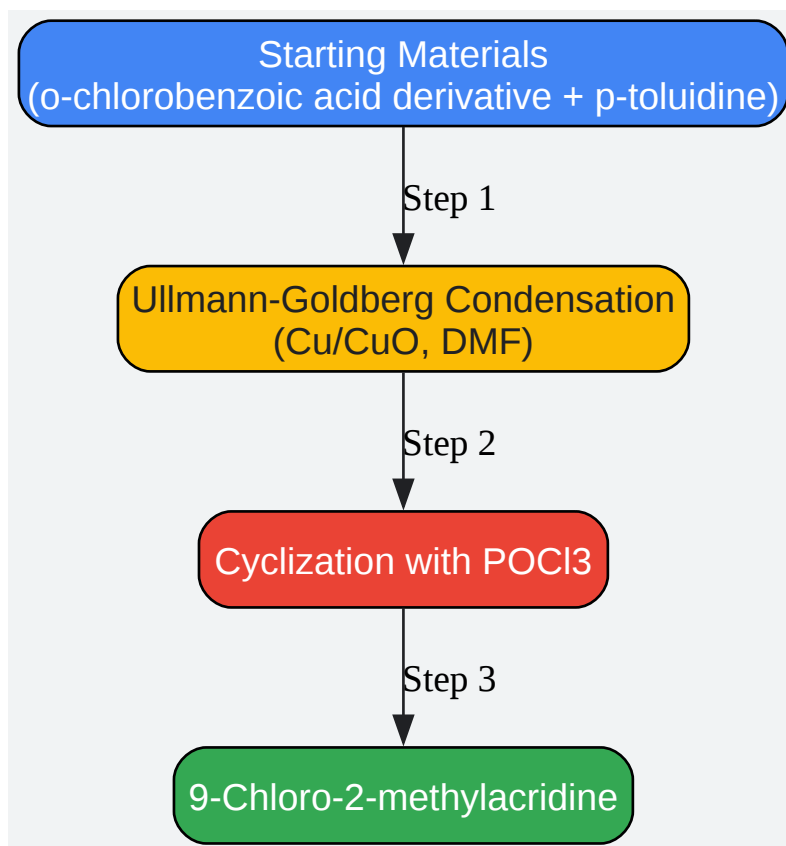 Starting Materials
(o-chlorobenzoic acid derivative + p-toluidine)
Step 1
Ullmann-Goldberg Condensation
(Cu/CuO, DMF)
Step 2
Cyclization with POCl3
Step 3
9-Chloro-2-methylacridine